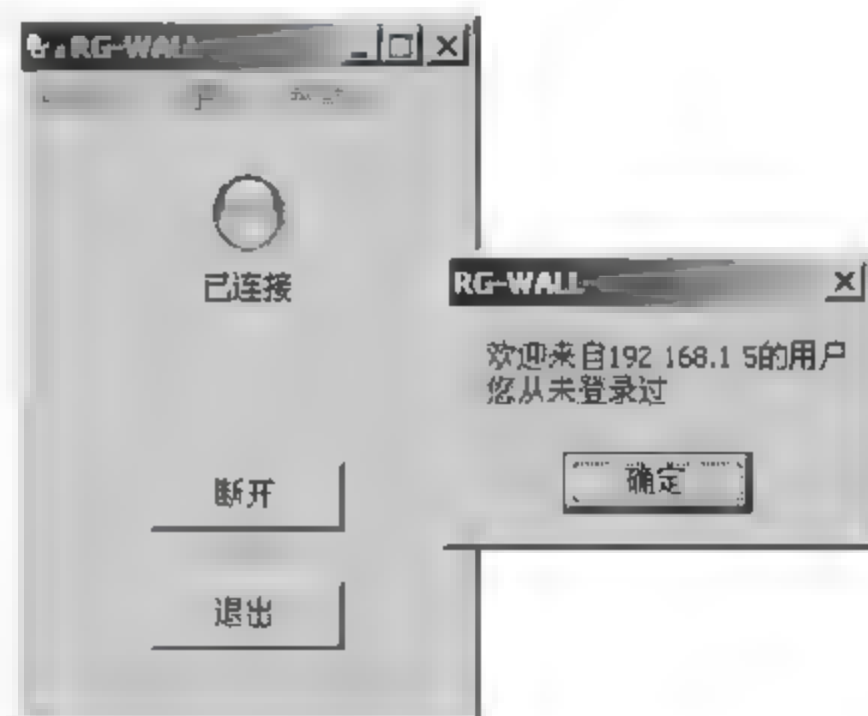 RG-WALL
已连接
断开
退出
RG-WALL-
欢迎来自192 168.1 5的用户
您从未登录过
确定